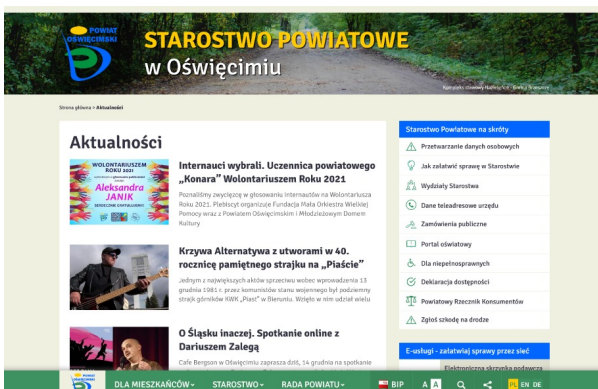 POWIAT
OŚWIĘCIMSKI
STAROSTWO POWIATOWE
w Oświęcimiu
Strona główna > Aktualności
Aktualności
WOLONTARIUSZEM
ROKU 2021
Aleksandra
JANIK
SERDECZNIE GRATULUJEMY!
Internauci wybrali. Uczennica powiatowego
„Konara” Wolontariuszem Roku 2021
Poznaliśmy zwycięzcę w głosowaniu Internautów na Wolontariusza
Roku 2021. Plebiscyt organizuje Fundacja Mała Orkiestra Wielkiej
Pomocy wraz z Powiatem Oświęcimskim i Młodzieżowym Domem
Kultury
Krzywa Alternatywa z utworami w 40.
rocznicę pamiętnego strajku na „Piaście”
Jednym z największych aktów sprzeciwu wobec wprowadzenia 13
grudnia 1981 r. przez komunistów stanu wojennego był podziemny
strajk górników KWK „Piast” w Bieruniu. Wzięło w nim udział wielu
O Śląsku inaczej. Spotkanie online z
Dariuszem Zalegą
Cafe Bergson w Oświęcimiu zaprasza dziś, 14 grudnia na spotkanie
Starostwo Powiatowe na skróty
Przetwarzanie danych osobowych
Jak załatwić sprawę w Starostwie
Wydziały Starostwa
Dane teleadresowe urzędu
Zamówienia publiczne
Portal oświatowy
Dla niepełnosprawnych
Deklaracja dostępności
Powiatowy Rzecznik Konsumentów
Zgłoś szkodę na drodze
E-usługi - załatwiaj sprawy przez sieć
Elektroniczna skrzynka podawcza
POWIAT
DLA MIESZKAŃCÓW STAROSTWO RADA POWIATU BIP A A PL EN DE